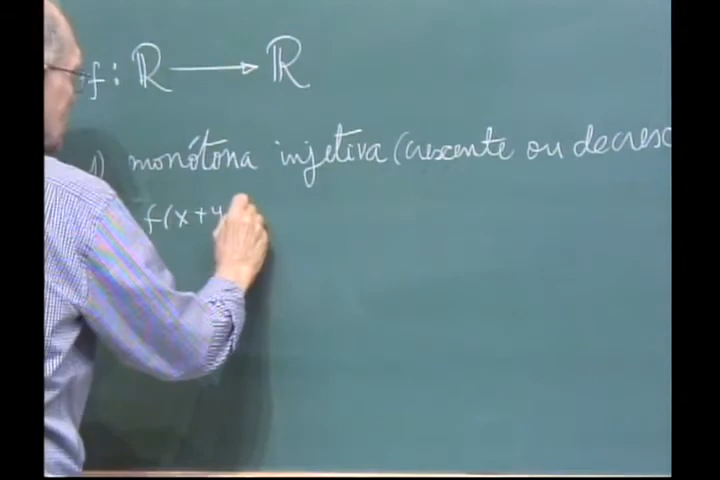 f: ℝ → ℝ
1) monótona injetiva (crescente ou decresc
f(x+y